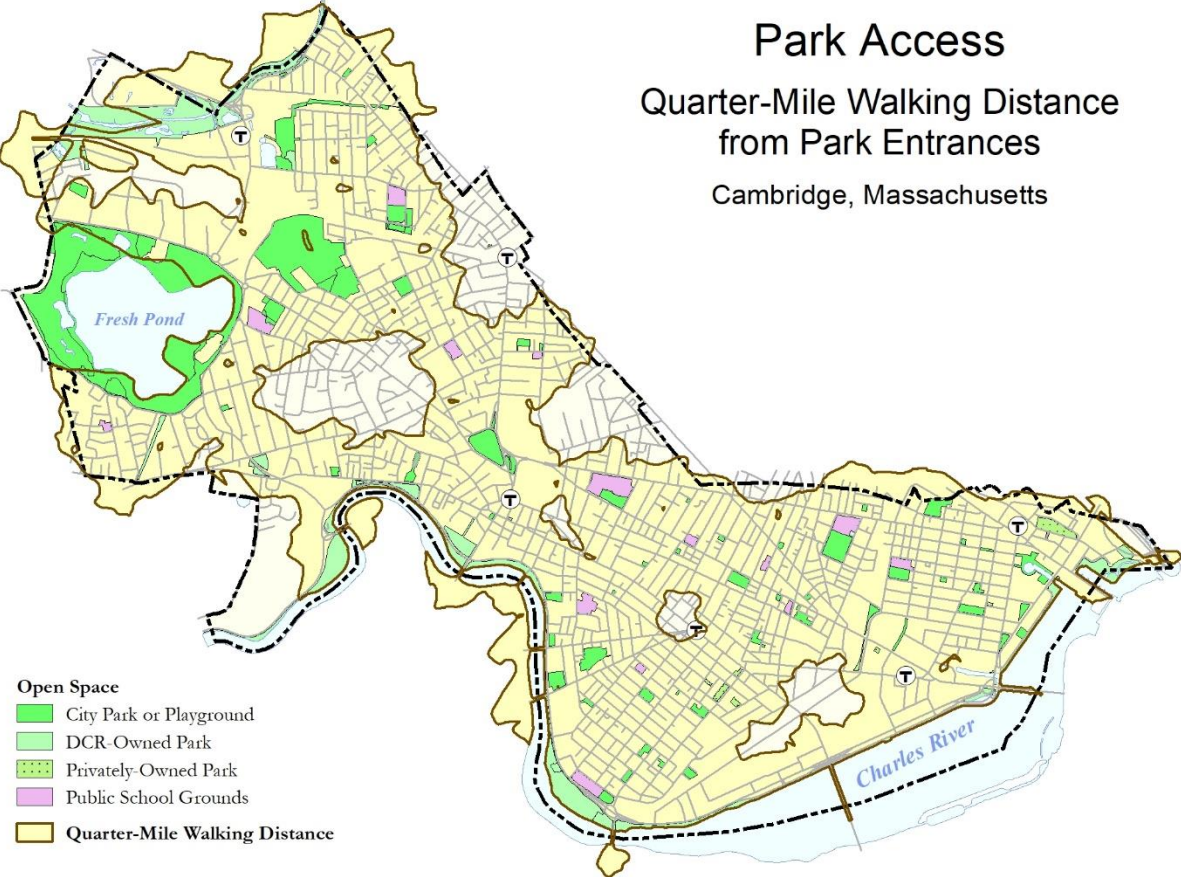 Park Access
Quarter-Mile Walking Distance
from Park Entrances
Cambridge, Massachusetts
T
T
Fresh Pond
T
T
T
T
Charles River
Open Space
City Park or Playground
DCR-Owned Park
Privately-Owned Park
Public School Grounds
Quarter-Mile Walking Distance